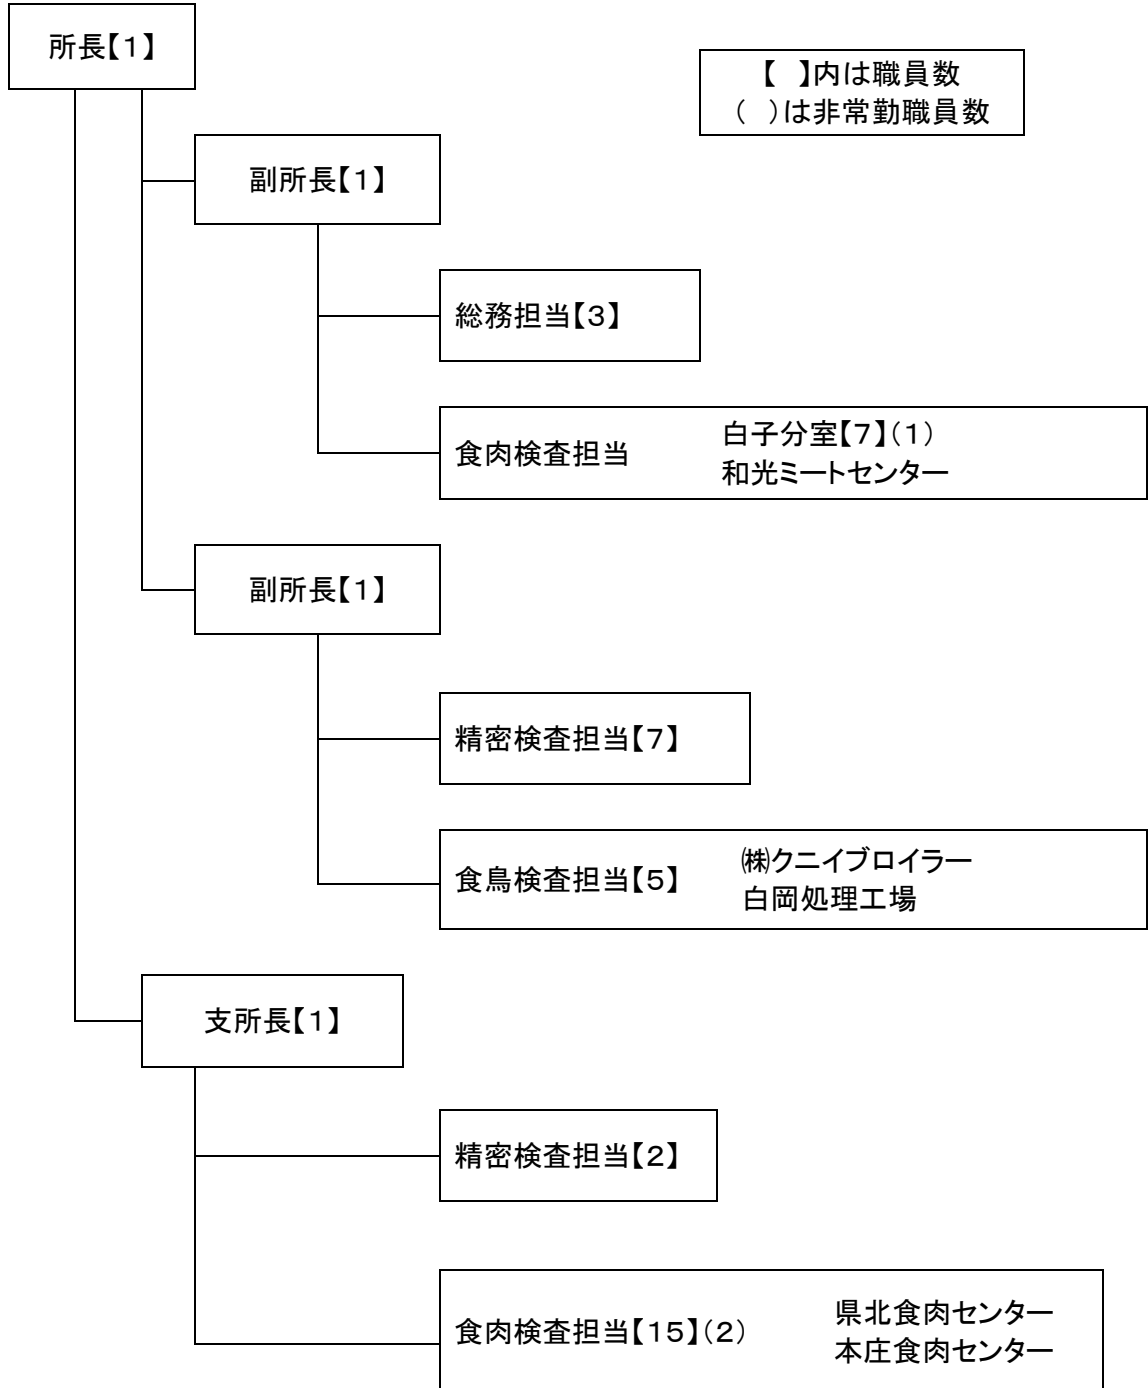 所長【１】
【　】内は職員数
（　）は非常勤職員数
副所長【１】
総務担当【３】
食肉検査担当　白子分室【７】（１）
和光ミートセンター
副所長【１】
精密検査担当【７】
食鳥検査担当【５】　㈱クニイブロイラー
白岡処理工場
支所長【１】
精密検査担当【２】
食肉検査担当【１５】（２）　県北食肉センター
本庄食肉センター